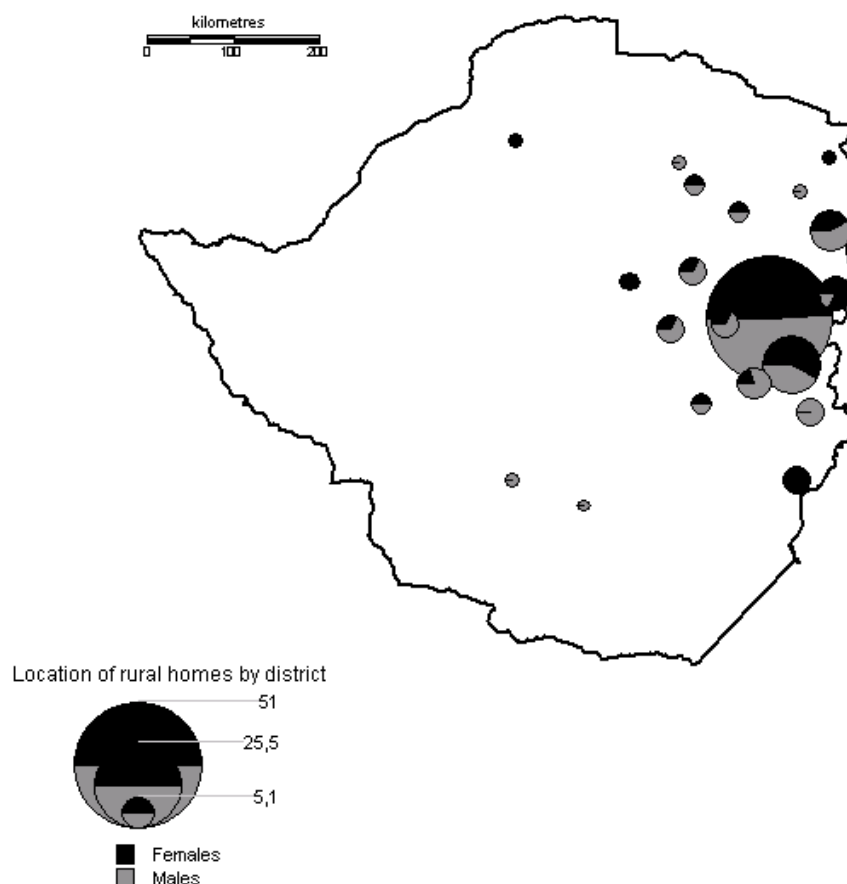 kilometres
0 100 200
Location of rural homes by district
51
25,5
5,1
Females
Males